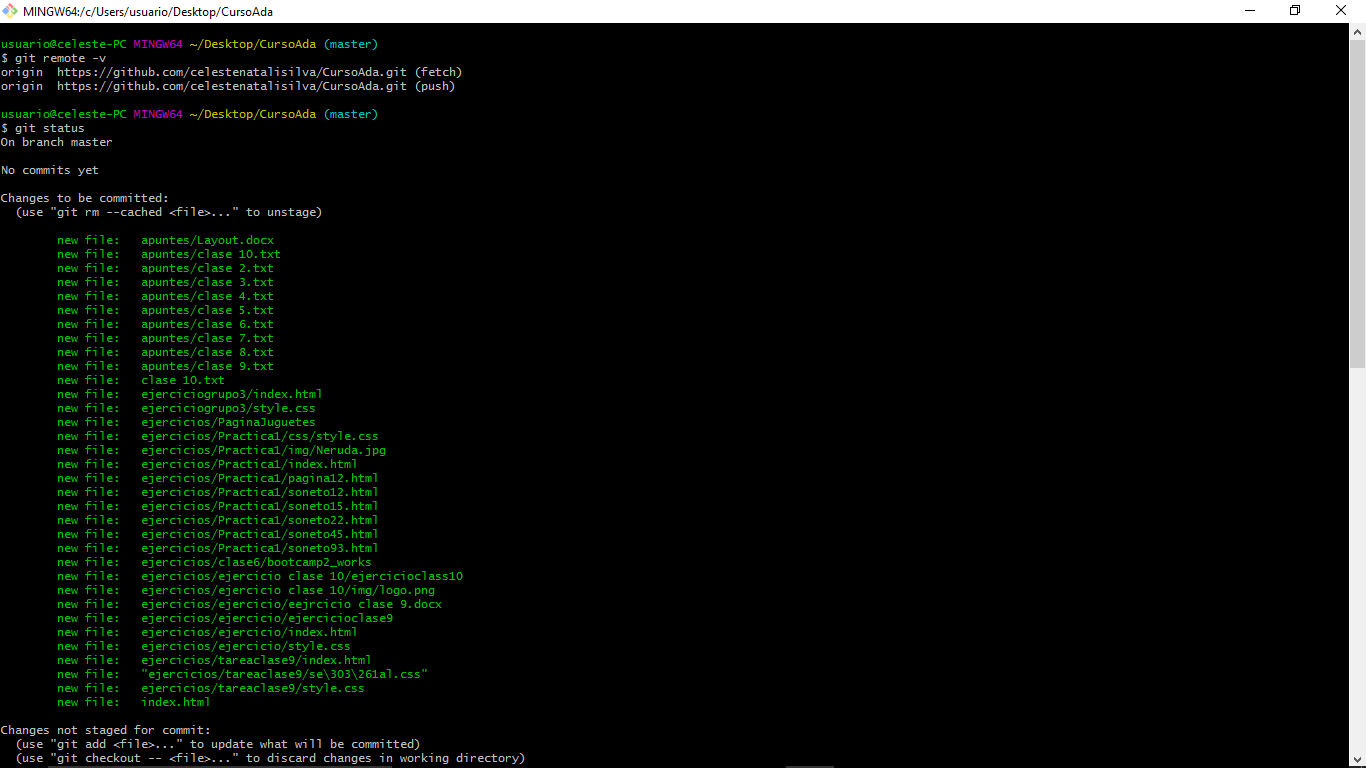 MINGW64:/c/Users/usuario/Desktop/CursoAda
usuario@celeste-PC MINGW64 ~/Desktop/CursoAda (master)
$ git remote -v
origin  https://github.com/celestenatalisilva/CursoAda.git (fetch)
origin  https://github.com/celestenatalisilva/CursoAda.git (push)
usuario@celeste-PC MINGW64 ~/Desktop/CursoAda (master)
$ git status
On branch master
No commits yet
Changes to be committed:
  (use "git rm --cached <file>..." to unstage)
        new file:   apuntes/Layout.docx
        new file:   apuntes/clase 10.txt
        new file:   apuntes/clase 2.txt
        new file:   apuntes/clase 3.txt
        new file:   apuntes/clase 4.txt
        new file:   apuntes/clase 5.txt
        new file:   apuntes/clase 6.txt
        new file:   apuntes/clase 7.txt
        new file:   apuntes/clase 8.txt
        new file:   apuntes/clase 9.txt
        new file:   clase 10.txt
        new file:   ejerciciogrupo3/index.html
        new file:   ejerciciogrupo3/style.css
        new file:   ejercicios/PaginaJuguetes
        new file:   ejercicios/Practica1/css/style.css
        new file:   ejercicios/Practica1/img/Neruda.jpg
        new file:   ejercicios/Practica1/index.html
        new file:   ejercicios/Practica1/pagina12.html
        new file:   ejercicios/Practica1/soneto12.html
        new file:   ejercicios/Practica1/soneto15.html
        new file:   ejercicios/Practica1/soneto22.html
        new file:   ejercicios/Practica1/soneto45.html
        new file:   ejercicios/Practica1/soneto93.html
        new file:   ejercicios/clase6/bootcamp2_works
        new file:   ejercicios/ejercicio clase 10/ejercicioclass10
        new file:   ejercicios/ejercicio clase 10/img/logo.png
        new file:   ejercicios/ejercicio/eejrcicio clase 9.docx
        new file:   ejercicios/ejercicio/ejercicioclase9
        new file:   ejercicios/ejercicio/index.html
        new file:   ejercicios/ejercicio/style.css
        new file:   ejercicios/tareaclase9/index.html
        new file:   "ejercicios/tareaclase9/se\303\261al.css"
        new file:   ejercicios/tareaclase9/style.css
        new file:   index.html
Changes not staged for commit:
  (use "git add <file>..." to update what will be committed)
  (use "git checkout -- <file>..." to discard changes in working directory)